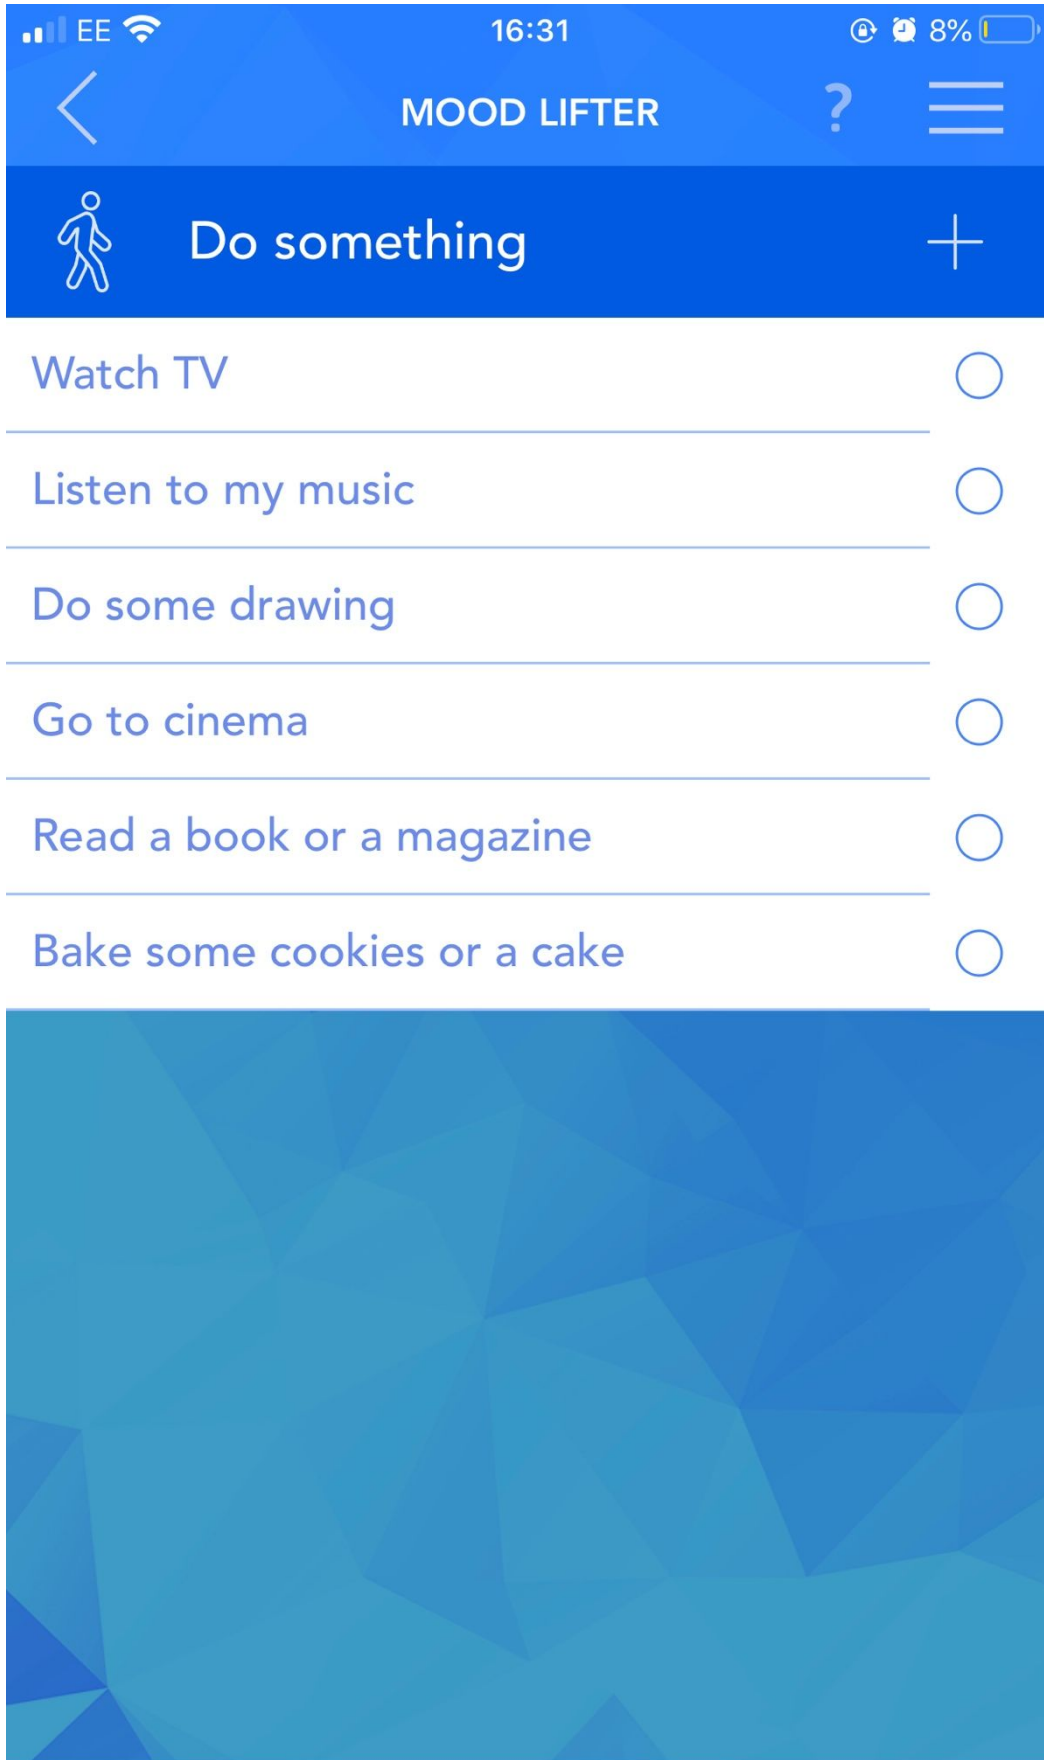 EE 16:31 8%
MOOD LIFTER ?
Do something
Watch TV
Listen to my music
Do some drawing
Go to cinema
Read a book or a magazine
Bake some cookies or a cake